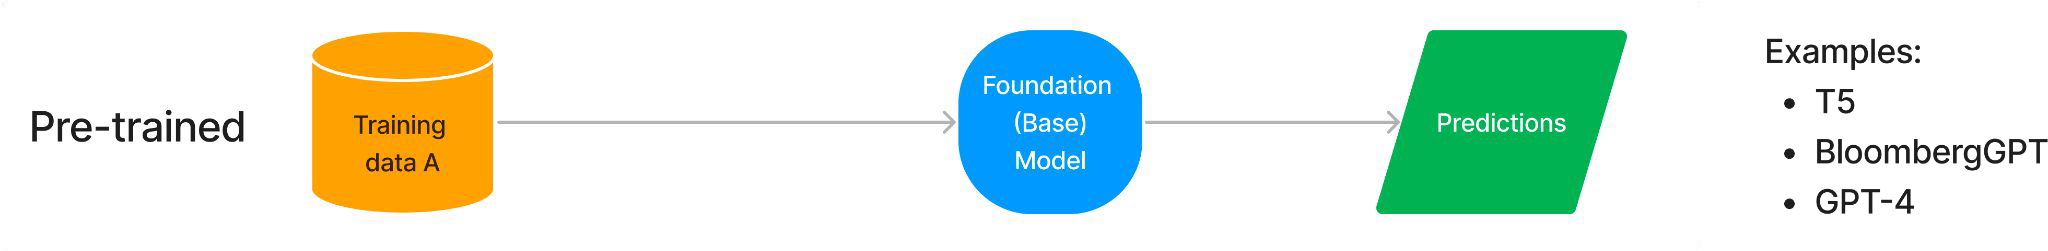 Pre-trained
Training
data A
Foundation
(Base)
Model
Predictions
Examples:
• T5
• BloombergGPT
• GPT-4